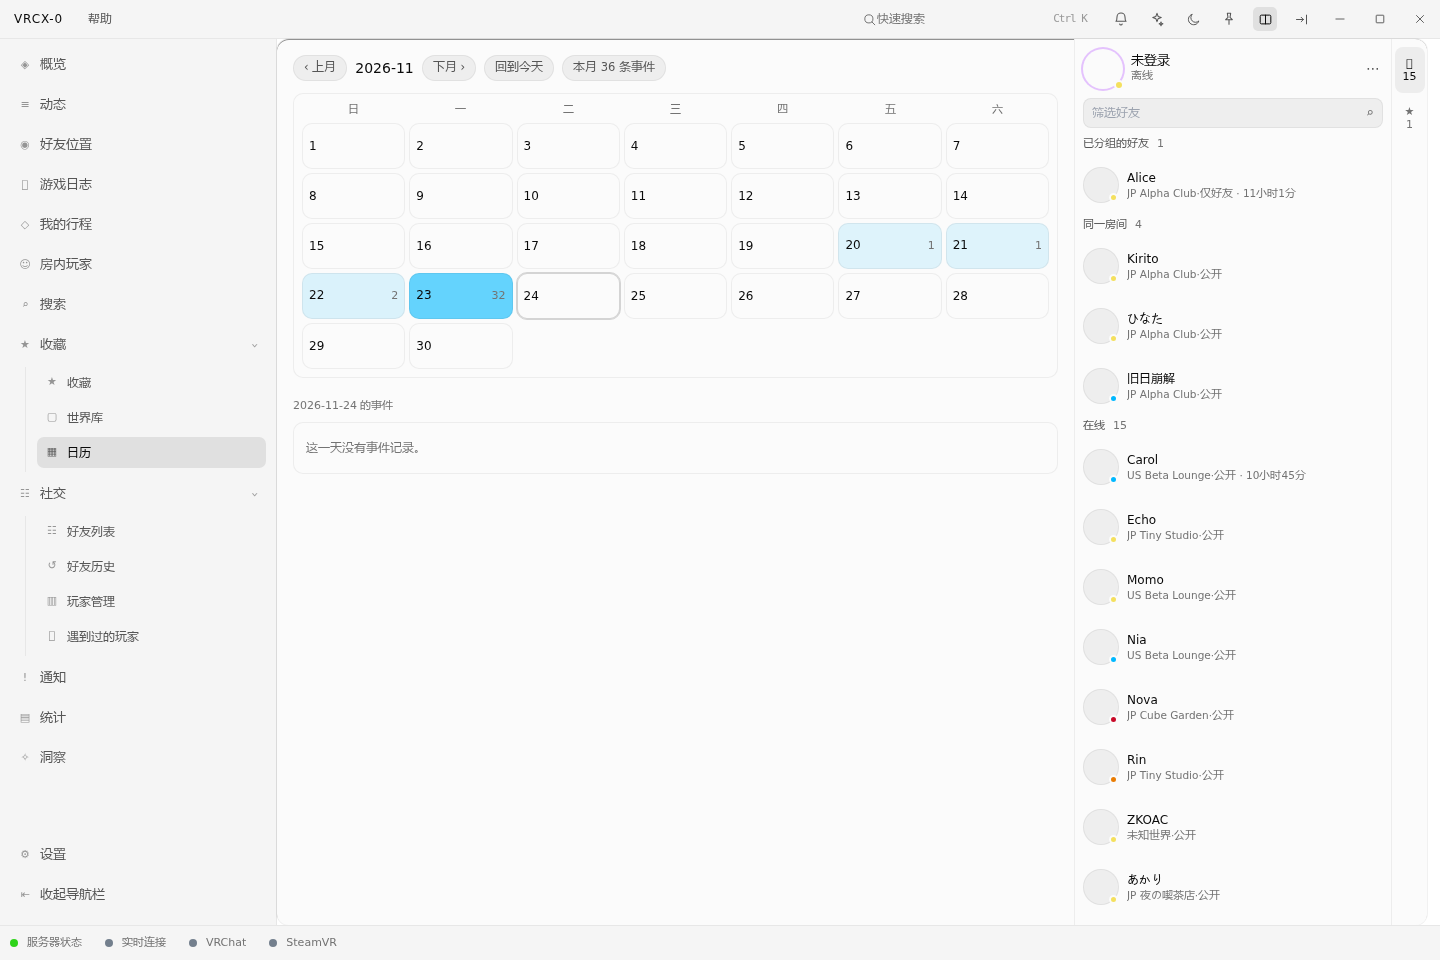 VRCX-0 帮助 快速搜索 Ctrl K
概览
动态
好友位置
游戏日志
我的行程
房内玩家
搜索
收藏
收藏
世界库
日历
社交
好友列表
好友历史
玩家管理
遇到过的玩家
通知
统计
洞察
设置
收起导航栏
‹ 上月 2026-11 下月 › 回到今天 本月 36 条事件
日 一 二 三 四 五 六
1 2 3 4 5 6 7
8 9 10 11 12 13 14
15 16 17 18 19 20 1 21 1
22 2 23 32 24 25 26 27 28
29 30
2026-11-24 的事件
这一天没有事件记录。
未登录
离线
筛选好友
已分组的好友 1
Alice
JP Alpha Club·仅好友 · 11小时1分
同一房间 4
Kirito
JP Alpha Club·公开
ひなた
JP Alpha Club·公开
旧日崩解
JP Alpha Club·公开
在线 15
Carol
US Beta Lounge·公开 · 10小时45分
Echo
JP Tiny Studio·公开
Momo
US Beta Lounge·公开
Nia
US Beta Lounge·公开
Nova
JP Cube Garden·公开
Rin
JP Tiny Studio·公开
ZKOAC
未知世界·公开
あかり
JP 夜の喫茶店·公开
15
★
1
服务器状态 实时连接 VRChat SteamVR